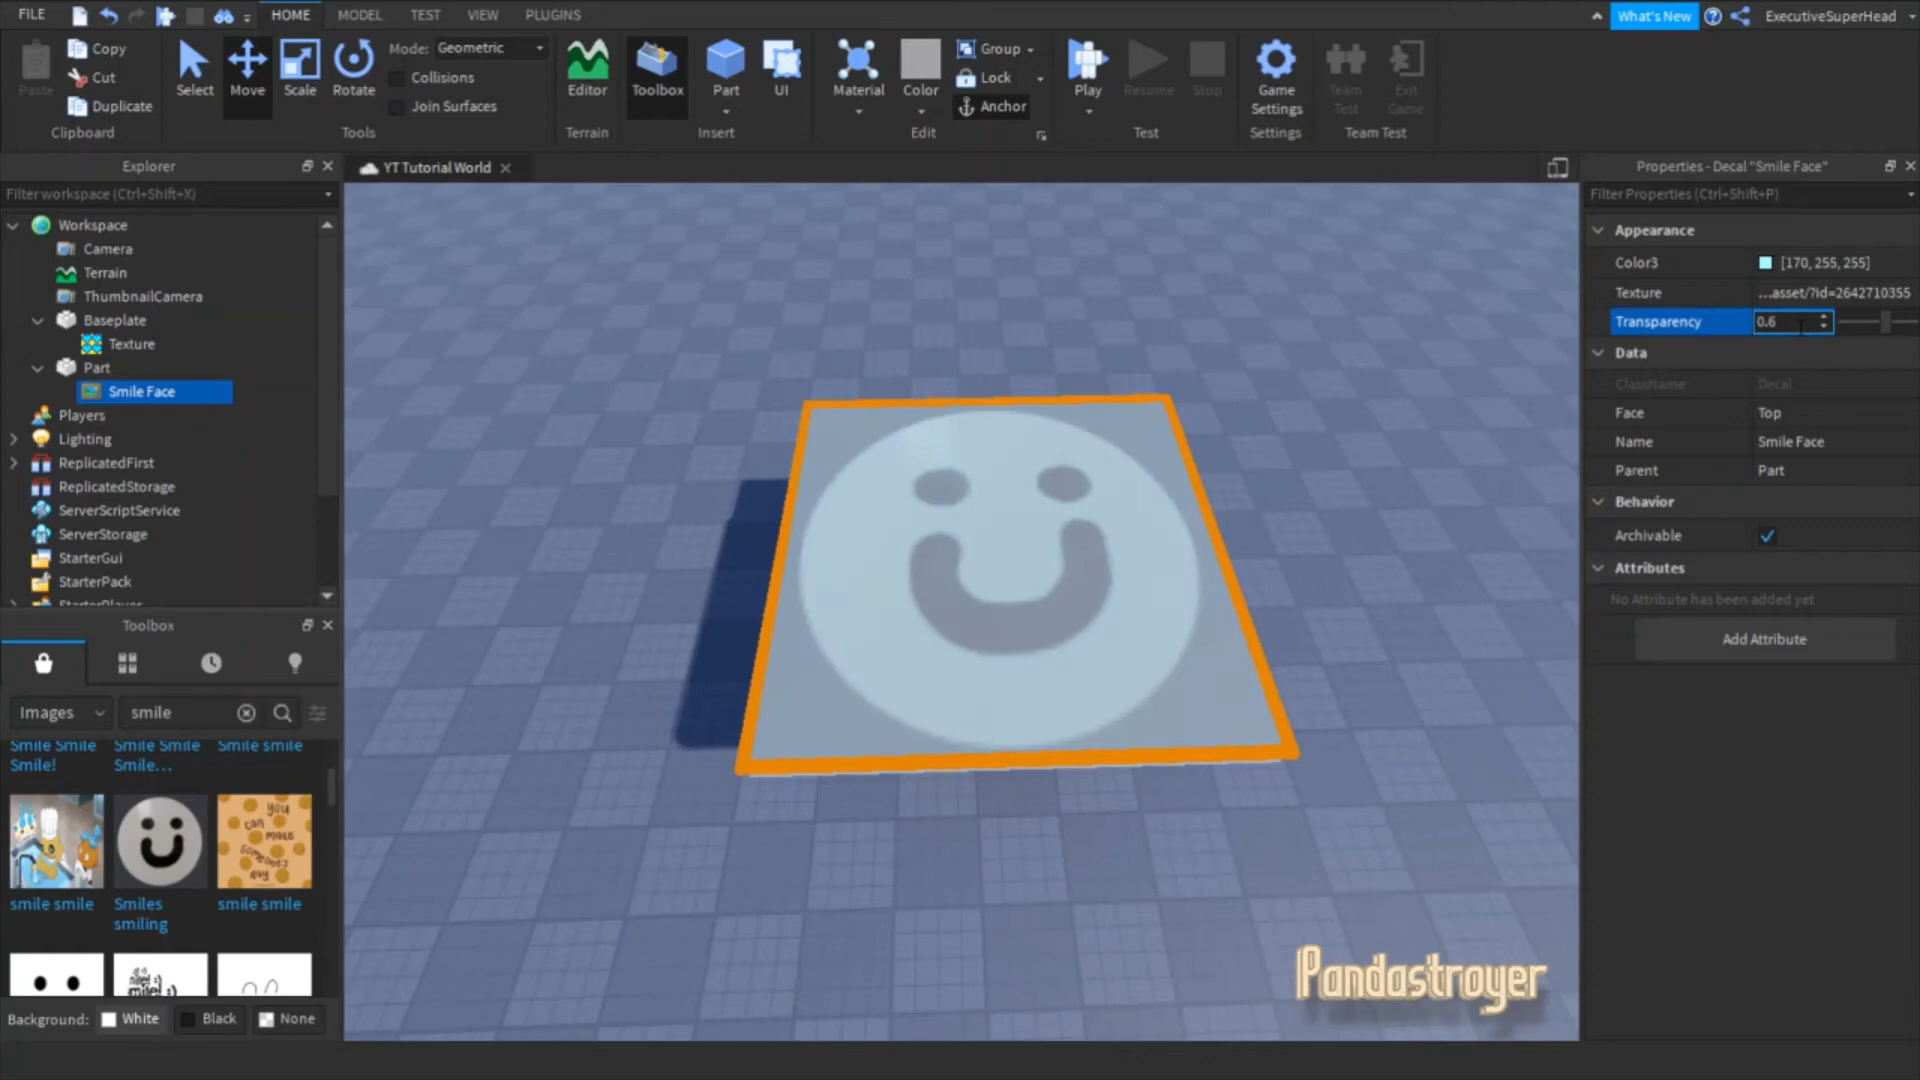 FILE HOME MODEL TEST VIEW PLUGINS What's New ExecutiveSuperHead
Paste Copy Cut Duplicate
Clipboard
Select Move Scale Rotate
Mode: Geometric
Collisions
Join Surfaces
Tools
Editor
Terrain
Toolbox Part UI
Insert
Material Color
Group
Lock
Anchor
Edit
Play Resume Stop
Test
Game Settings
Settings
Team Test
Exit Game
Team Test
Explorer
Filter workspace (Ctrl+Shift+X)
Workspace
Camera
Terrain
ThumbnailCamera
Baseplate
Texture
Part
Smile Face
Players
Lighting
ReplicatedFirst
ReplicatedStorage
ServerScriptService
ServerStorage
StarterGui
StarterPack
StarterPlayer
Toolbox
Images smile
Smile Smile Smile!
Smile Smile Smile...
Smile smile
you can make someones day
smile smile
Smiles smiling
smile smile
Background: White Black None
YT Tutorial World
Pandastroyer
Properties - Decal "Smile Face"
Filter Properties (Ctrl+Shift+P)
Appearance
Color3 [170, 255, 255]
Texture ...asset/?id=2642710355
Transparency 0.6
Data
ClassName Decal
Face Top
Name Smile Face
Parent Part
Behavior
Archivable
Attributes
No Attribute has been added yet
Add Attribute